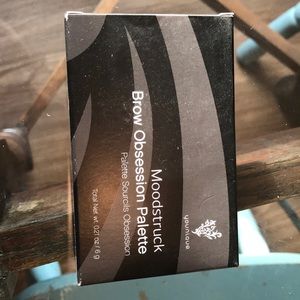 Moodstruck
Brow Obsession Palette
Palette Sourcils Obsession
Total Net wt. 0.21 oz / 6 g
younique